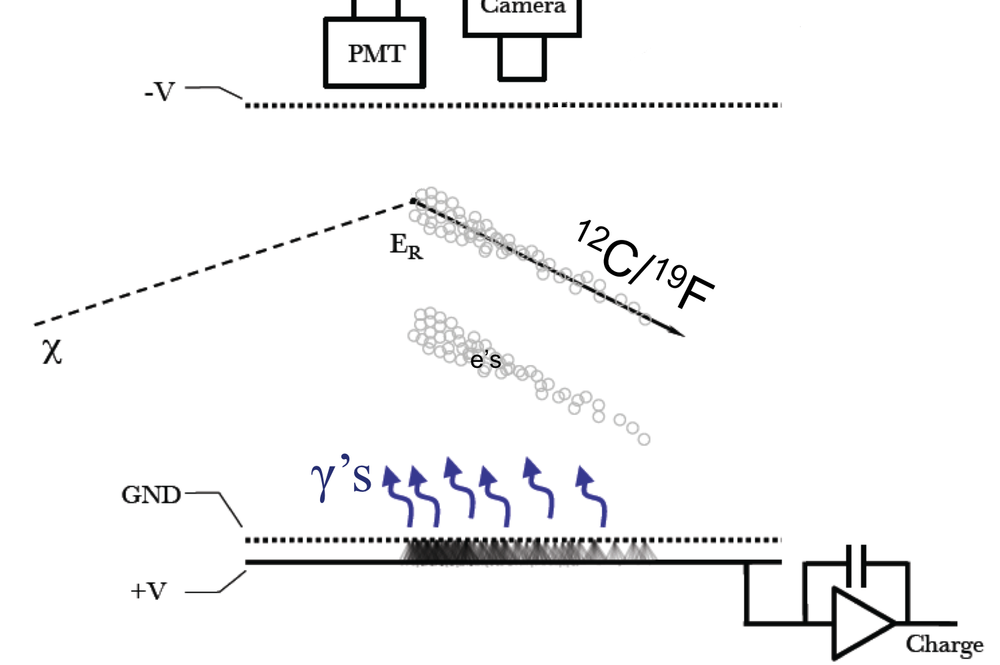 Camera
PMT
-V
E_R
¹²C/¹⁹F
χ
e's
γ's
GND
+V
Charge